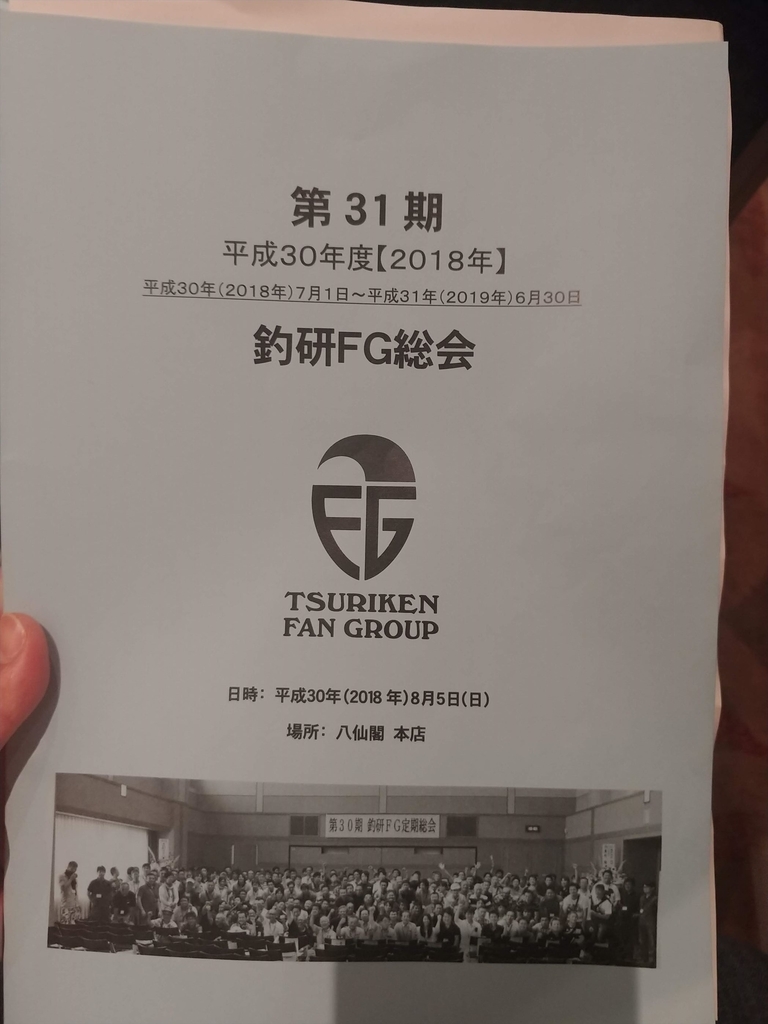 第31期
平成30年度【2018年】
平成30年(2018年)7月1日～平成31年(2019年)6月30日
釣研FG総会
FG
TSURIKEN
FAN GROUP
日時: 平成30年(2018年)8月5日(日)
場所: 八仙閣 本店
第30期 釣研FG定期総会